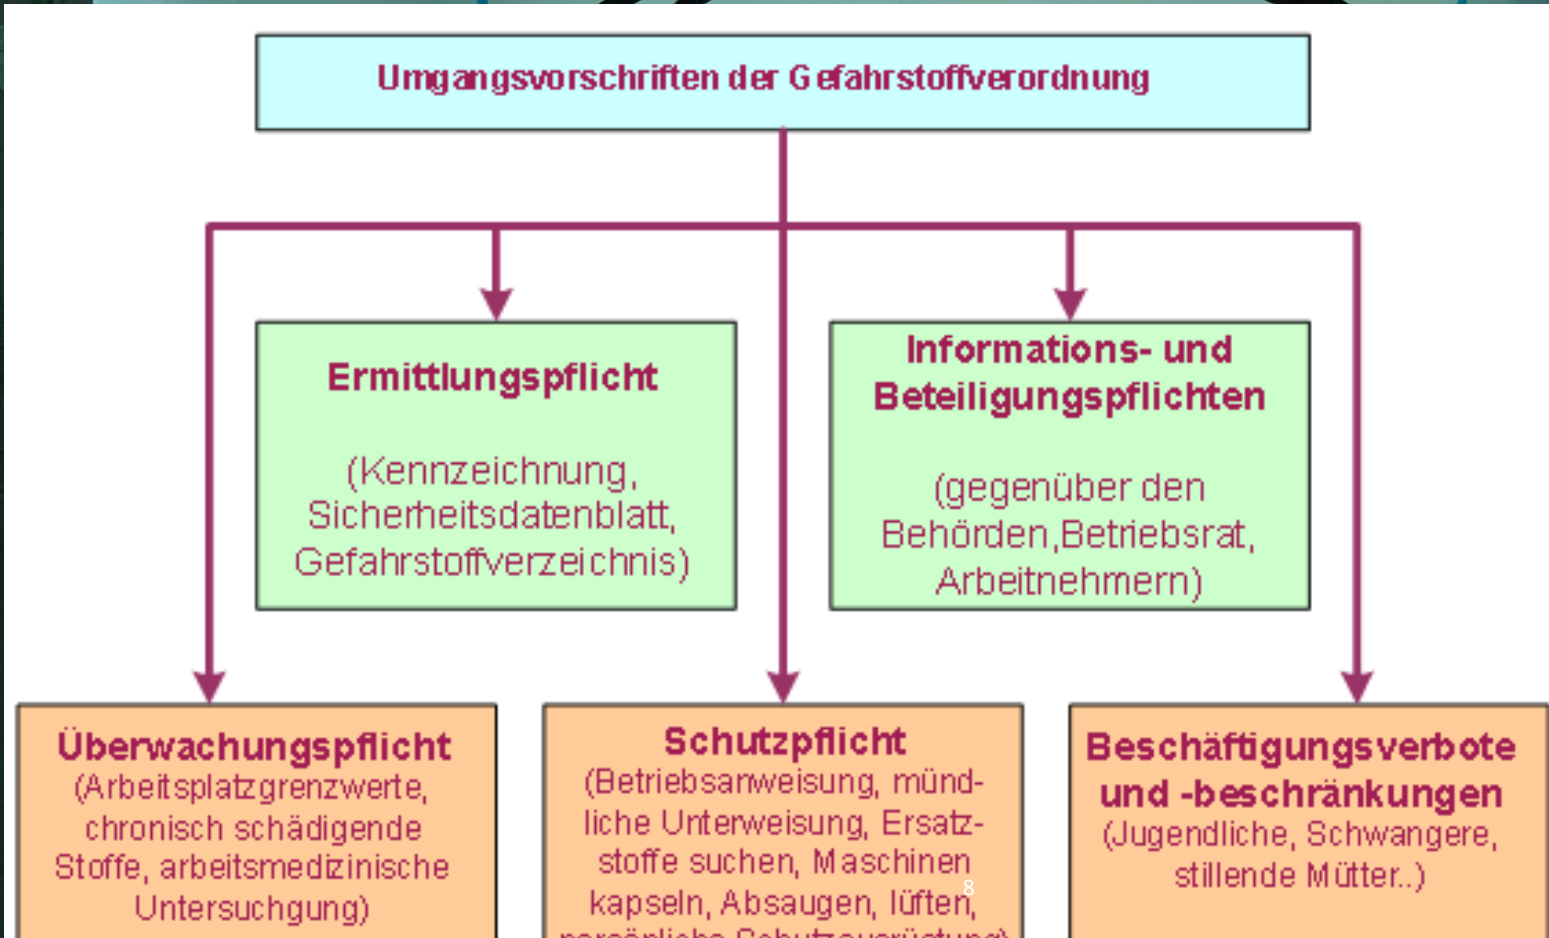 Umgangsvorschriften der Gefahrstoffverordnung
Ermittlungspflicht
(Kennzeichnung,
Sicherheitsdatenblatt,
Gefahrstoffverzeichnis)
Informations- und
Beteiligungspflichten
(gegenüber den
Behörden,Betriebsrat,
Arbeitnehmern)
Überwachungspflicht
(Arbeitsplatzgrenzwerte,
chronisch schädigende
Stoffe, arbeitsmedizinische
Untersuchgung)
Schutzpflicht
(Betriebsanweisung, münd-
liche Unterweisung, Ersatz-
stoffe suchen, Maschinen
kapseln, Absaugen, lüften,
persönliche Schutzausrüstung)
Beschäftigungsverbote
und -beschränkungen
(Jugendliche, Schwangere,
stillende Mütter..)
8